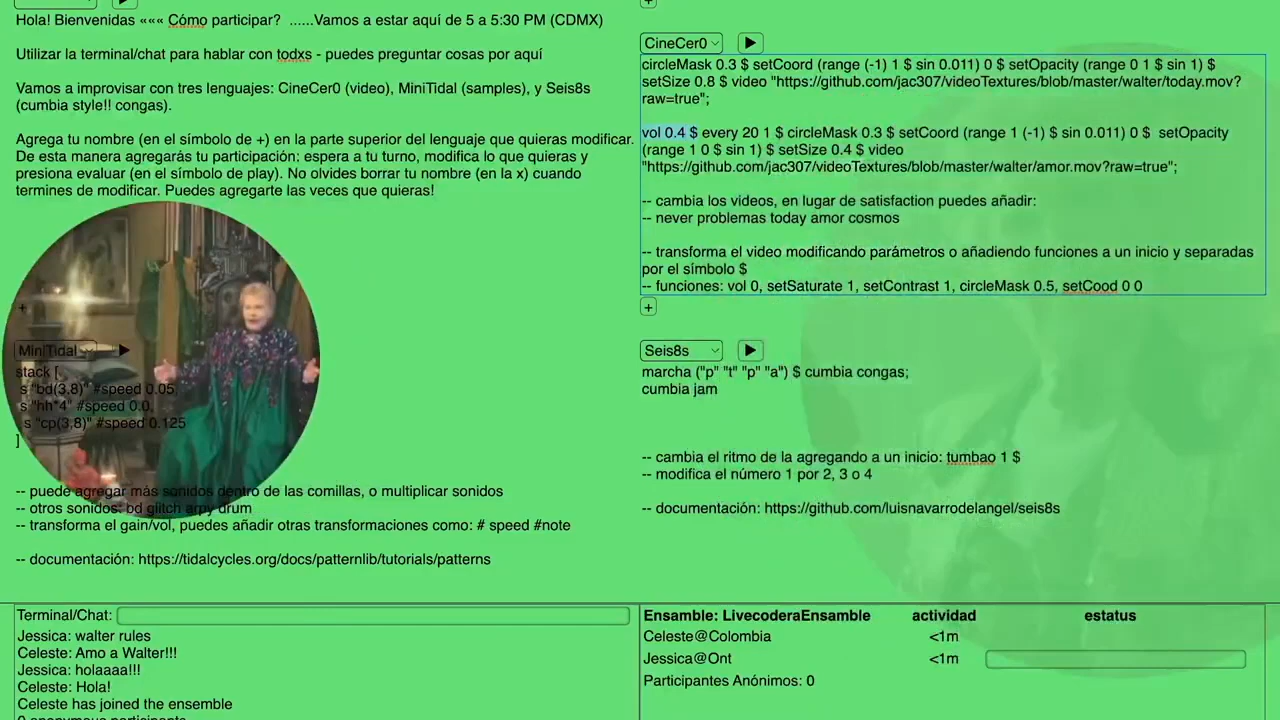 Hola! Bienvenidas ««« Cómo participar?  ......Vamos a estar aquí de 5 a 5:30 PM (CDMX)
Utilizar la terminal/chat para hablar con todxs - puedes preguntar cosas por aquí
Vamos a improvisar con tres lenguajes: CineCer0 (video), MiniTidal (samples), y Seis8s
(cumbia style!! congas).
Agrega tu nombre (en el símbolo de +) en la parte superior del lenguaje que quieras modificar.
De esta manera agregarás tu participación: espera a tu turno, modifica lo que quieras y
presiona evaluar (en el símbolo de play). No olvides borrar tu nombre (en la x) cuando
termines de modificar. Puedes agregarte las veces que quieras!
+
MiniTidal
stack [
s "bd(3,8)" #speed 0.05,
s "hh*4" #speed 0.0,
s "cp(3,8)" #speed 0.125
]
-- puede agregar más sonidos dentro de las comillas, o multiplicar sonidos
-- otros sonidos: bd glitch arpy drum
-- transforma el gain/vol, puedes añadir otras transformaciones como: # speed #note
-- documentación: https://tidalcycles.org/docs/patternlib/tutorials/patterns
+
CineCer0
circleMask 0.3 $ setCoord (range (-1) 1 $ sin 0.011) 0 $ setOpacity (range 0 1 $ sin 1) $
setSize 0.8 $ video "https://github.com/jac307/videoTextures/blob/master/walter/today.mov?
raw=true";
vol 0.4 $ every 20 1 $ circleMask 0.3 $ setCoord (range 1 (-1) $ sin 0.011) 0 $  setOpacity
(range 1 0 $ sin 1) $ setSize 0.4 $ video
"https://github.com/jac307/videoTextures/blob/master/walter/amor.mov?raw=true";
-- cambia los videos, en lugar de satisfaction puedes añadir:
-- never problemas today amor cosmos
-- transforma el video modificando parámetros o añadiendo funciones a un inicio y separadas
por el símbolo $
-- funciones: vol 0, setSaturate 1, setContrast 1, circleMask 0.5, setCood 0 0
+
Seis8s
marcha ("p" "t" "p" "a") $ cumbia congas;
cumbia jam
-- cambia el ritmo de la agregando a un inicio: tumbao 1 $
-- modifica el número 1 por 2, 3 o 4
-- documentación: https://github.com/luisnavarrodelangel/seis8s
Terminal/Chat:
Jessica: walter rules
Celeste: Amo a Walter!!!
Jessica: holaaaa!!!
Celeste: Hola!
Celeste has joined the ensemble
0 anonymous participants
Ensamble: LivecoderaEnsamble actividad estatus
Celeste@Colombia <1m
Jessica@Ont <1m
Participantes Anónimos: 0